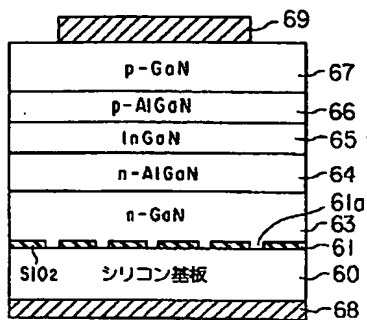 69
p-GaN 67
p-AlGaN 66
InGaN 65
n-AlGaN 64
61a
n-GaN 63
61
SiO2 シリコン基板 60
68